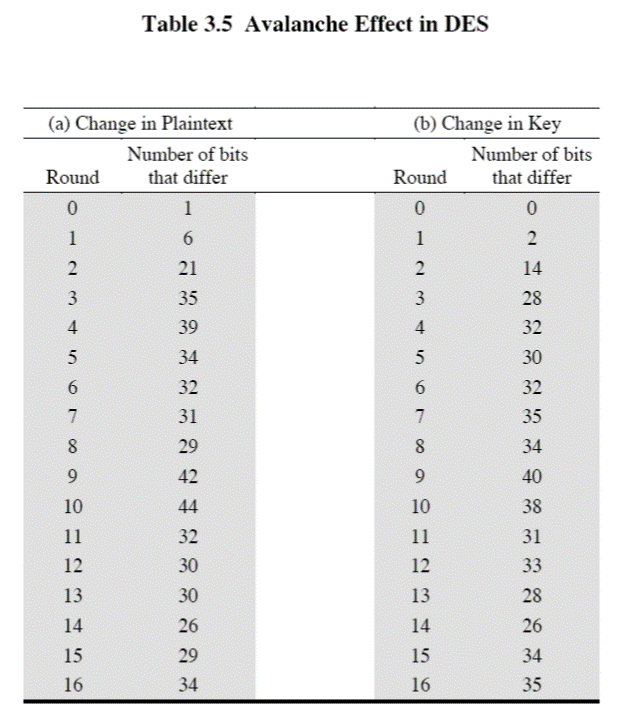 Table 3.5 Avalanche Effect in DES
(a) Change in Plaintext (b) Change in Key
Number of bits Number of bits
Round that differ Round that differ
0 1 0 0
1 6 1 2
2 21 2 14
3 35 3 28
4 39 4 32
5 34 5 30
6 32 6 32
7 31 7 35
8 29 8 34
9 42 9 40
10 44 10 38
11 32 11 31
12 30 12 33
13 30 13 28
14 26 14 26
15 29 15 34
16 34 16 35